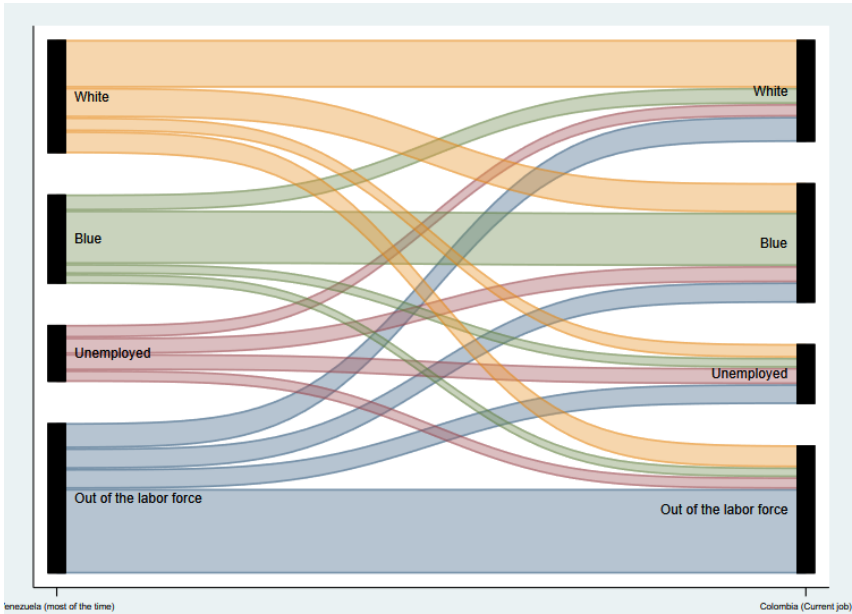 White
White
Blue
Blue
Unemployed
Unemployed
Out of the labor force
Out of the labor force
enezuela (most of the time)
Colombia (Current job)